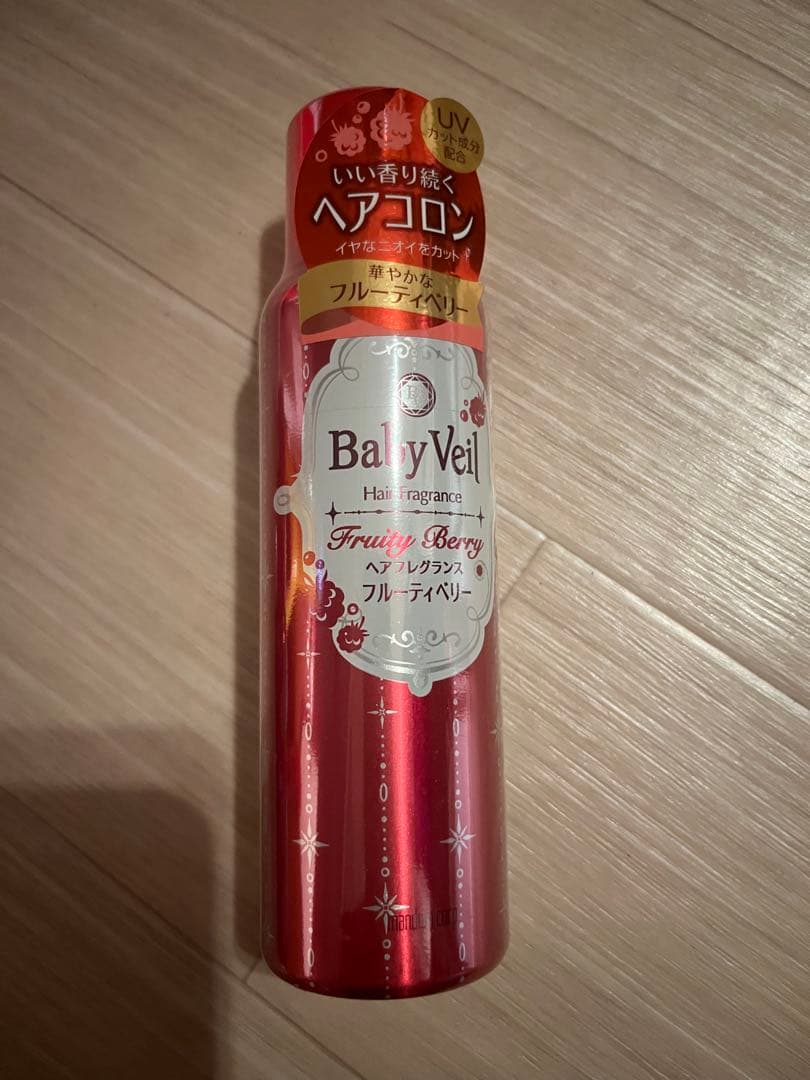 UV
カット成分
配合
いい香り続く
ヘアコロン
イヤなニオイをカット
華やかな
フルーティベリー
Baby Veil
Hair Fragrance
Fruity Berry
ヘアフレグランス
フルーティベリー
mandom corp